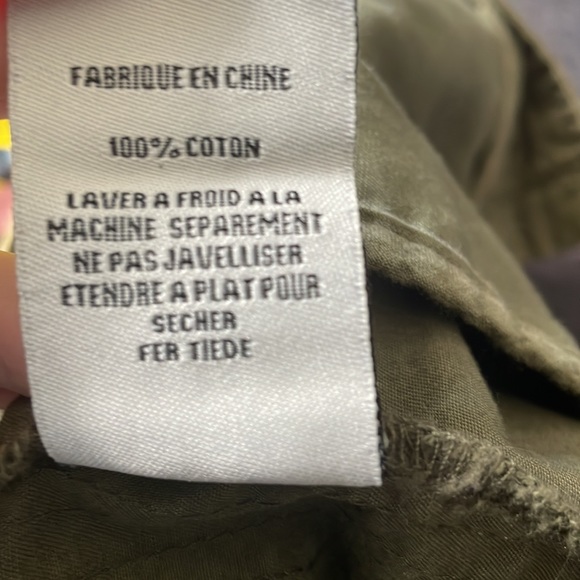 FABRIQUE EN CHINE
100% COTON
LAVER A FROID A LA
MACHINE SEPAREMENT
NE PAS JAVELLISER
ETENDRE A PLAT POUR
SECHER
FER TIEDE